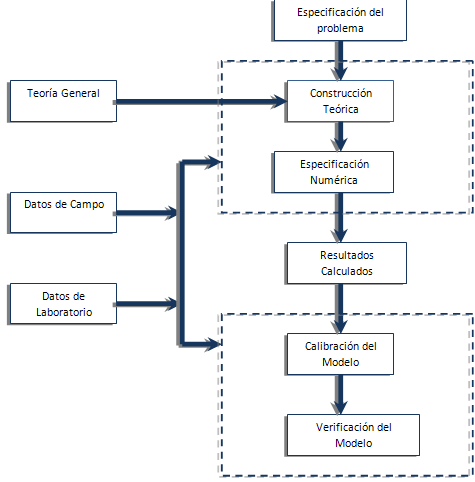 Especificación del
problema
Teoría General
Construcción
Teórica
Especificación
Numérica
Datos de Campo
Resultados
Calculados
Datos de
Laboratorio
Calibración del
Modelo
Verificación del
Modelo